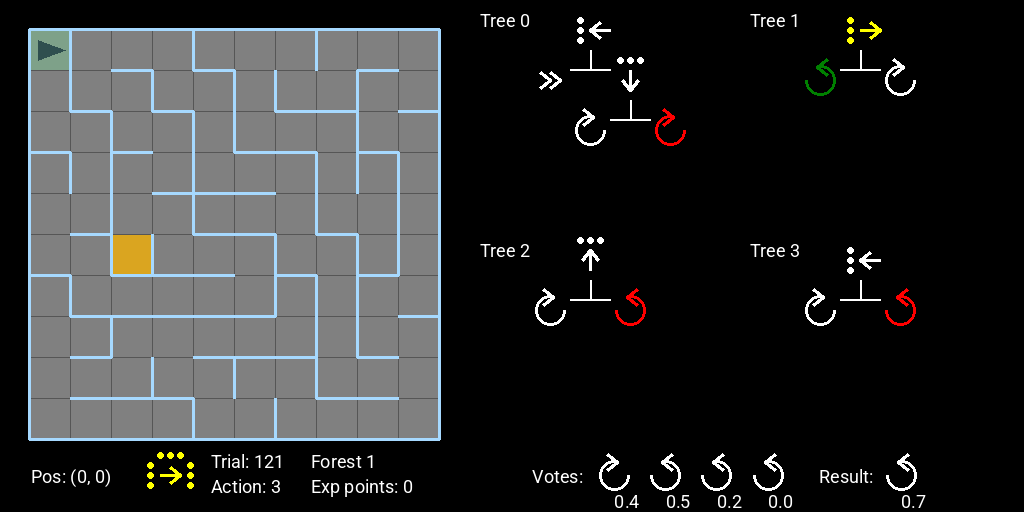 Tree 0
Tree 1
Tree 2
Tree 3
Pos: (0, 0)
Trial: 121
Action: 3
Forest 1
Exp points: 0
Votes:
0.4
0.5
0.2
0.0
Result:
0.7